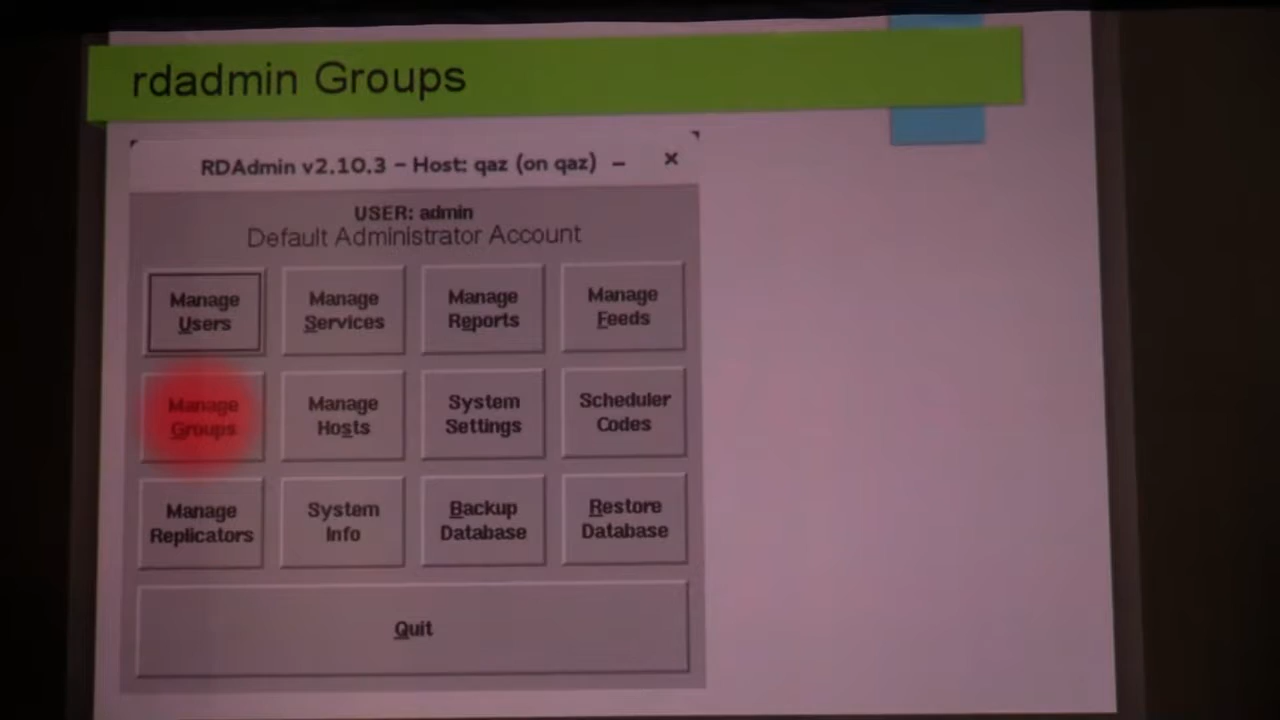 rdadmin Groups
RDAdmin v2.10.3 – Host: qaz (on qaz) – ×
USER: admin
Default Administrator Account
Manage
Users
Manage
Services
Manage
Reports
Manage
Feeds
Manage
Groups
Manage
Hosts
System
Settings
Scheduler
Codes
Manage
Replicators
System
Info
Backup
Database
Restore
Database
Quit